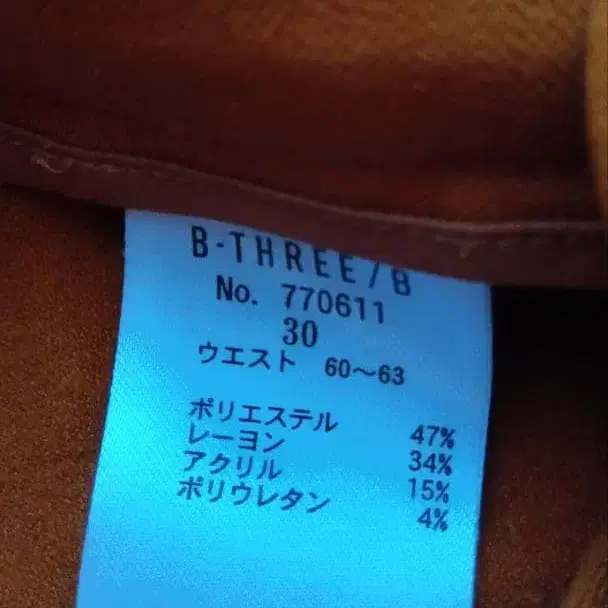 B-THREE/B
No. 770611
30
ウエスト 60〜63
ポリエステル 47%
レーヨン 34%
アクリル 15%
ポリウレタン 4%